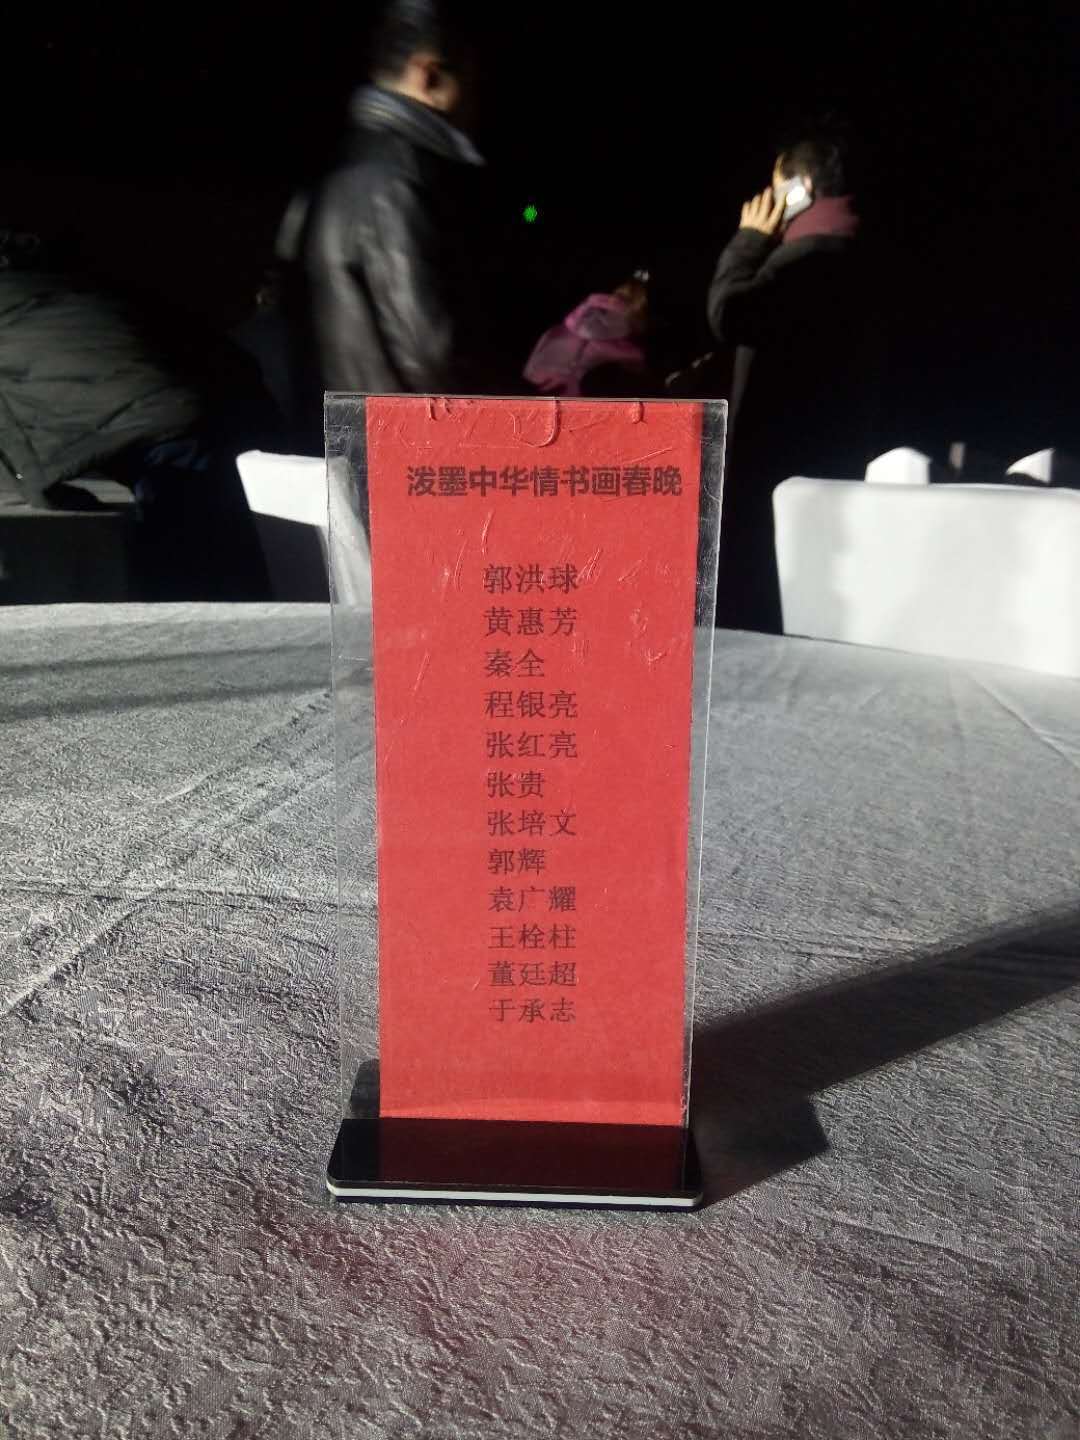 泼墨中华情书画春晚
郭洪球
黄惠芳
秦全
程银亮
张红亮
张贵
张培文
郭辉
袁广耀
王栓柱
董廷超
于承志